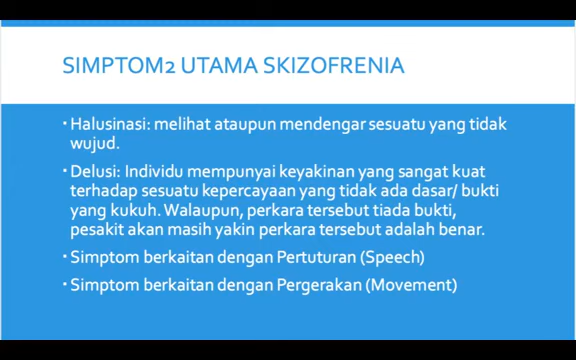 SIMPTOM2 UTAMA SKIZOFRENIA
▪ Halusinasi: melihat ataupun mendengar sesuatu yang tidak
wujud.
▪ Delusi: Individu mempunyai keyakinan yang sangat kuat
terhadap sesuatu kepercayaan yang tidak ada dasar/ bukti
yang kukuh. Walaupun, perkara tersebut tiada bukti,
pesakit akan masih yakin perkara tersebut adalah benar.
▪ Simptom berkaitan dengan Pertuturan (Speech)
▪ Simptom berkaitan dengan Pergerakan (Movement)